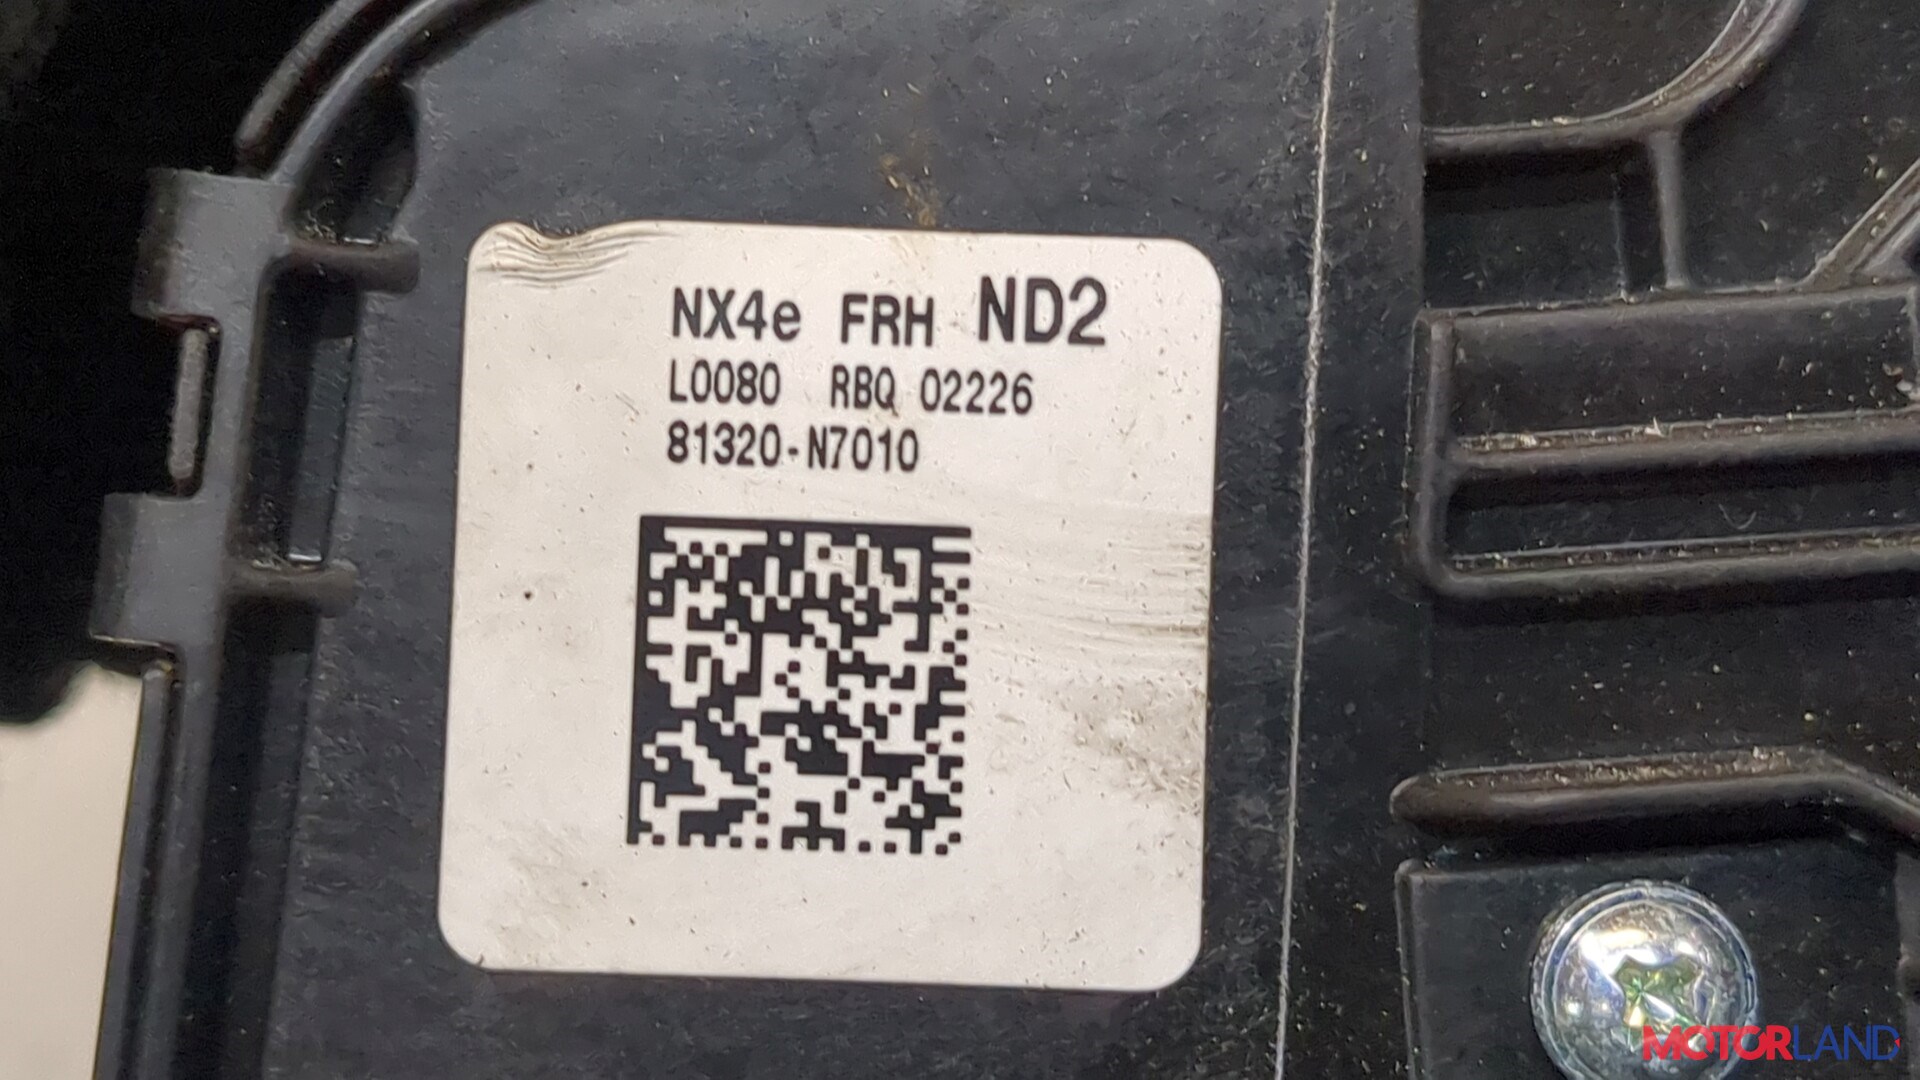 NX4e FRH ND2
L0080 RBQ 02226
81320-N7010
MOTORLAND